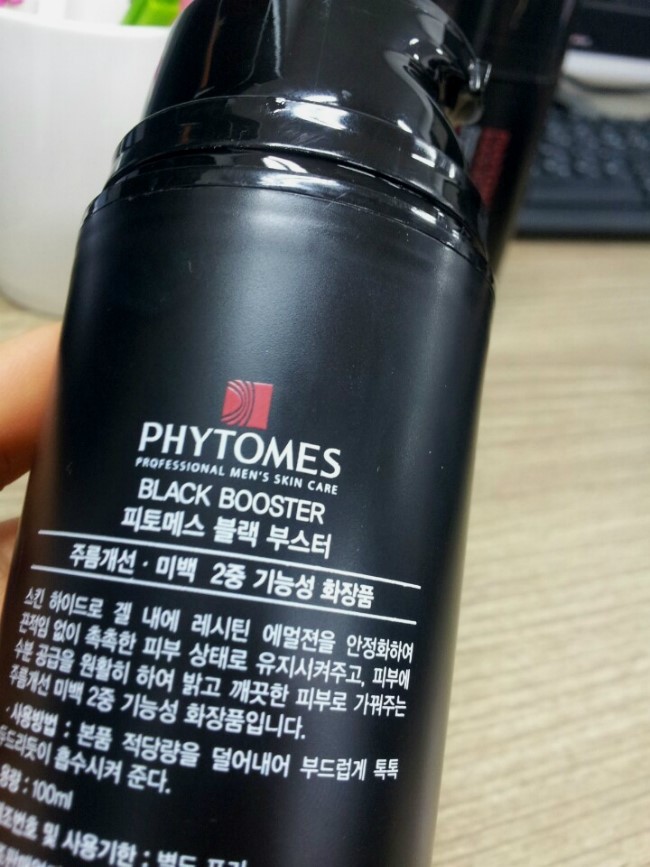 PHYTOMES
PROFESSIONAL MEN'S SKIN CARE
BLACK BOOSTER
피토메스 블랙 부스터
주름개선 · 미백 2중 기능성 화장품
스킨 하이드로 겔 내에 레시틴 에멀젼을 안정화하여
끈적임 없이 촉촉한 피부 상태로 유지시켜주고, 피부에
수분 공급을 원활히 하여 밝고 깨끗한 피부로 가꿔주는
주름개선 미백 2중 기능성 화장품입니다.
· 사용방법 : 본품 적당량을 덜어내어 부드럽게 톡톡
두드리듯이 흡수시켜 준다.
용량 : 100ml
제조번호 및 사용기한 : 별도 표기